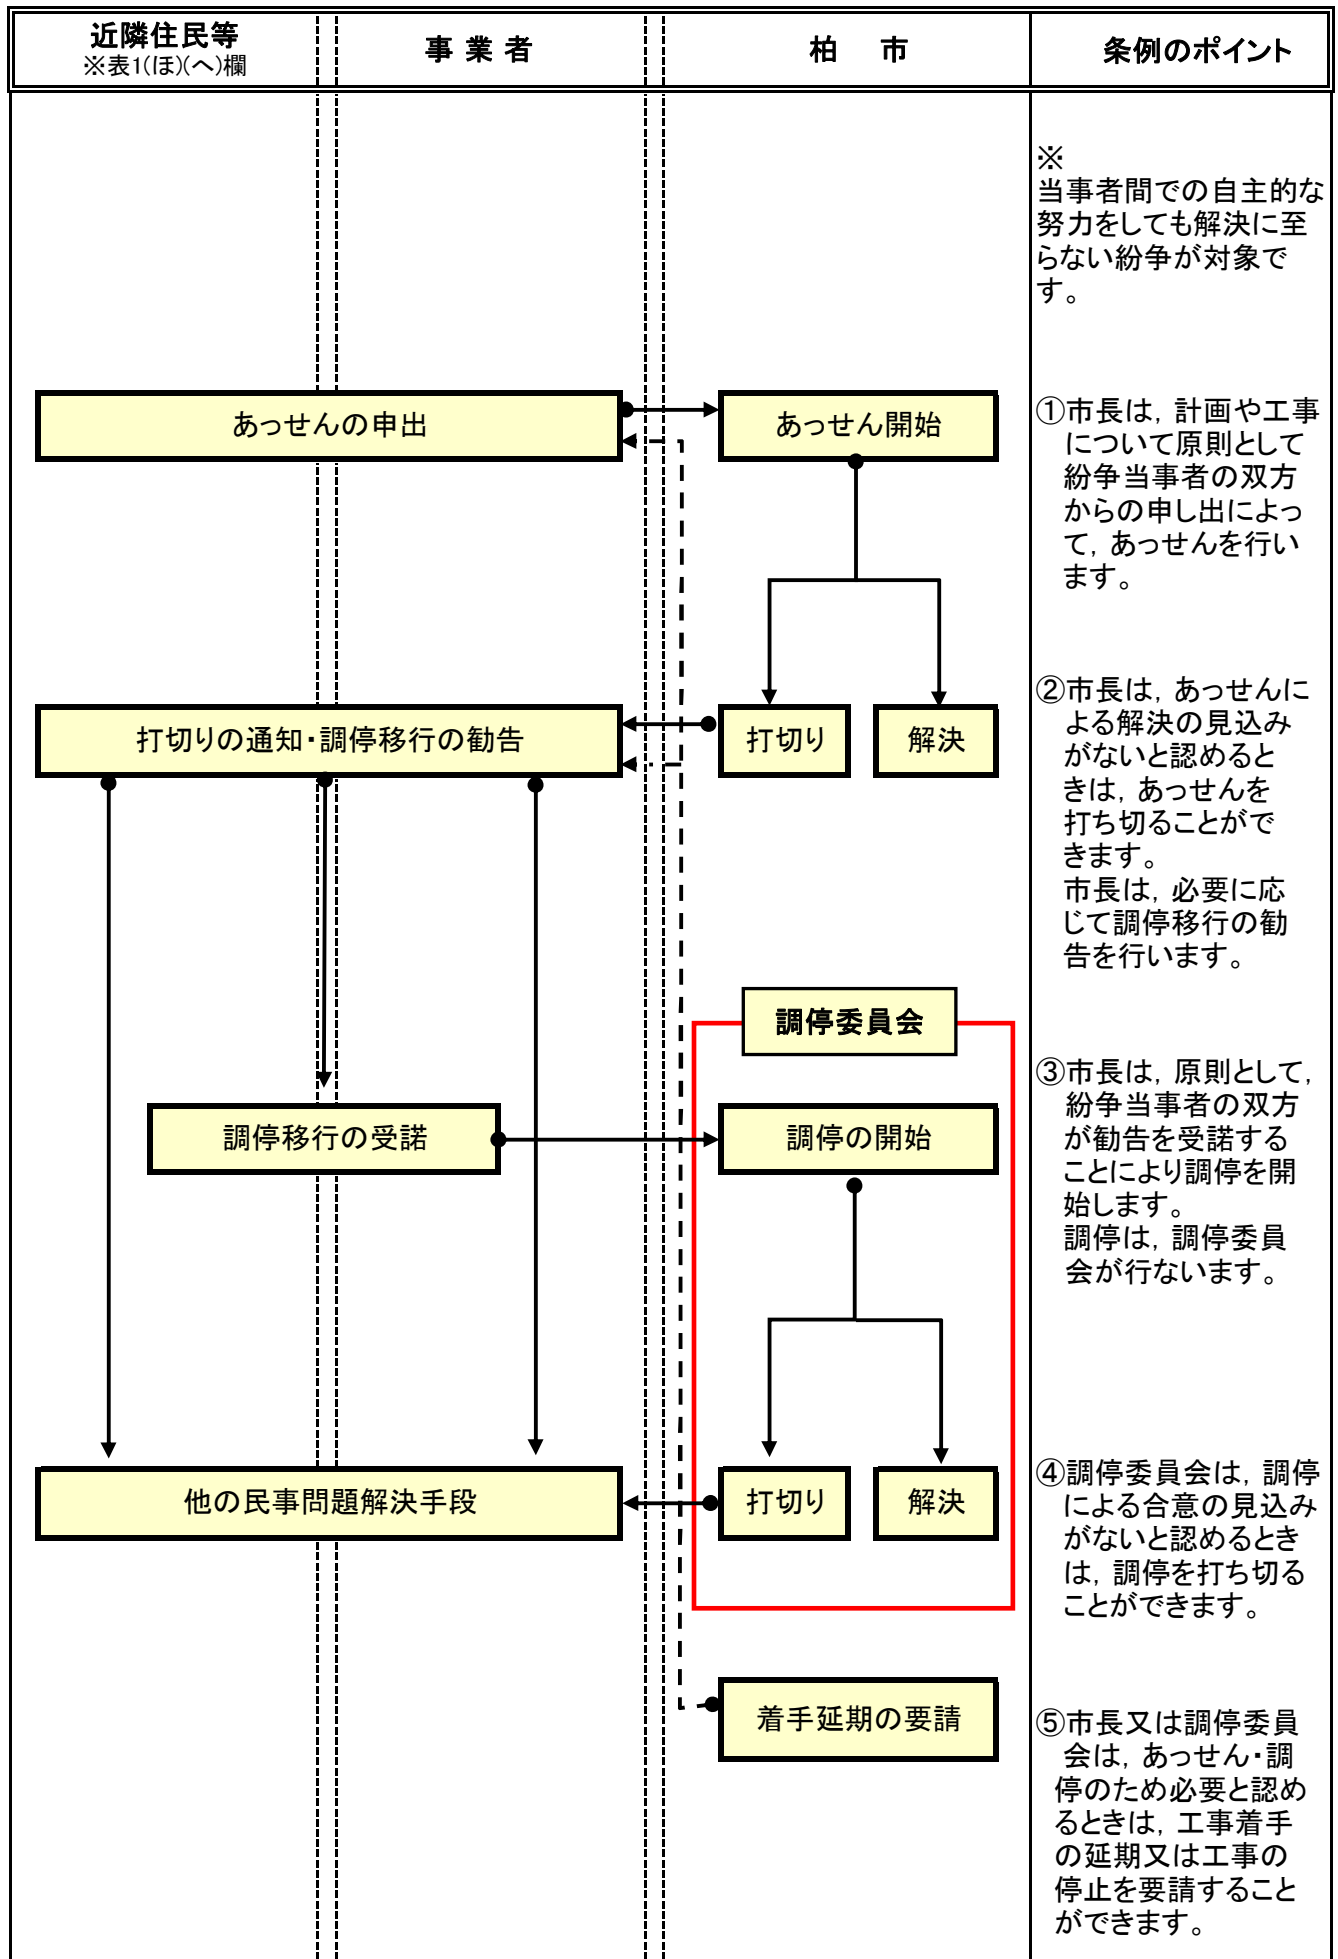 近隣住民等
※表1(ほ)(へ)欄
事 業 者
柏　市
条例のポイント
※
当事者間での自主的な
努力をしても解決に至
らない紛争が対象で
す。
あっせんの申出
あっせん開始
①市長は，計画や工事
について原則として
紛争当事者の双方
からの申し出によっ
て，あっせんを行い
ます。
打切りの通知・調停移行の勧告
打切り
解決
②市長は，あっせんに
よる解決の見込み
がないと認めると
きは，あっせんを
打ち切ることがで
きます。
市長は，必要に応
じて調停移行の勧
告を行います。
調停委員会
調停移行の受諾
調停の開始
③市長は，原則として，
紛争当事者の双方
が勧告を受諾する
ことにより調停を開
始します。
調停は，調停委員
会が行ないます。
他の民事問題解決手段
打切り
解決
④調停委員会は，調停
による合意の見込み
がないと認めるとき
は，調停を打ち切る
ことができます。
着手延期の要請
⑤市長又は調停委員
会は，あっせん・調
停のため必要と認め
るときは，工事着手
の延期又は工事の
停止を要請すること
ができます。